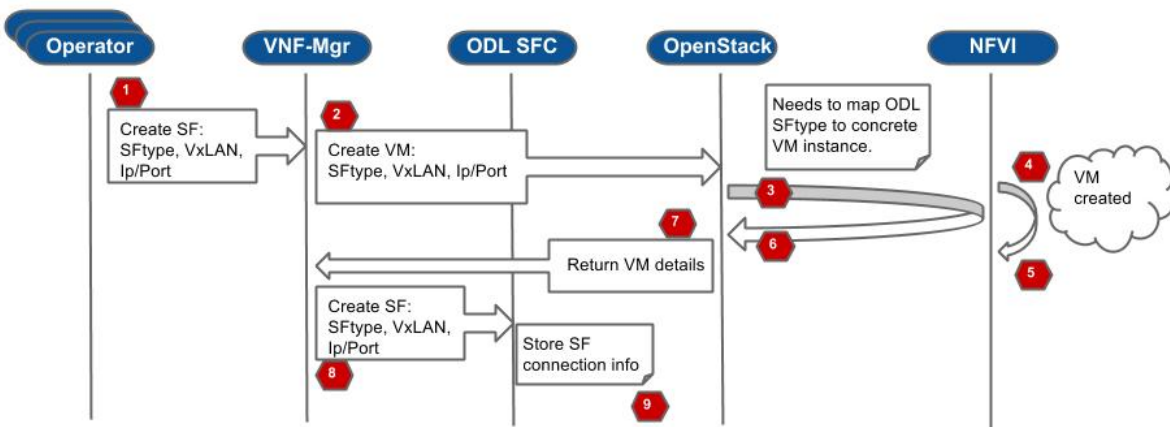 Operator
VNF-Mgr
ODL SFC
OpenStack
NFVI
1
Create SF:
SFtype, VxLAN,
Ip/Port
2
Create VM:
SFtype, VxLAN, Ip/Port
Needs to map ODL
SFtype to concrete
VM instance.
3
4
VM
created
5
6
7
Return VM details
Create SF:
SFtype, VxLAN,
Ip/Port
8
Store SF
connection info
9